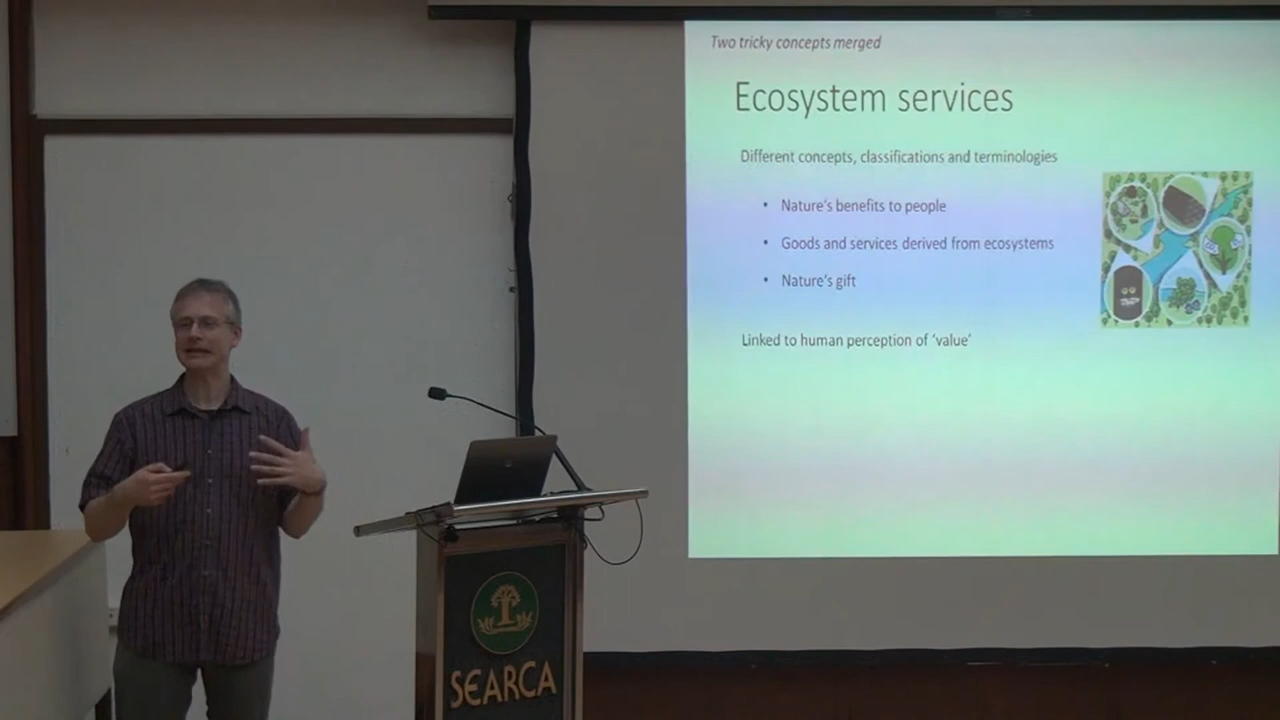 Two tricky concepts merged
Ecosystem services
Different concepts, classifications and terminologies
• Nature's benefits to people
• Goods and services derived from ecosystems
• Nature's gift
Linked to human perception of 'value'
SEARCA